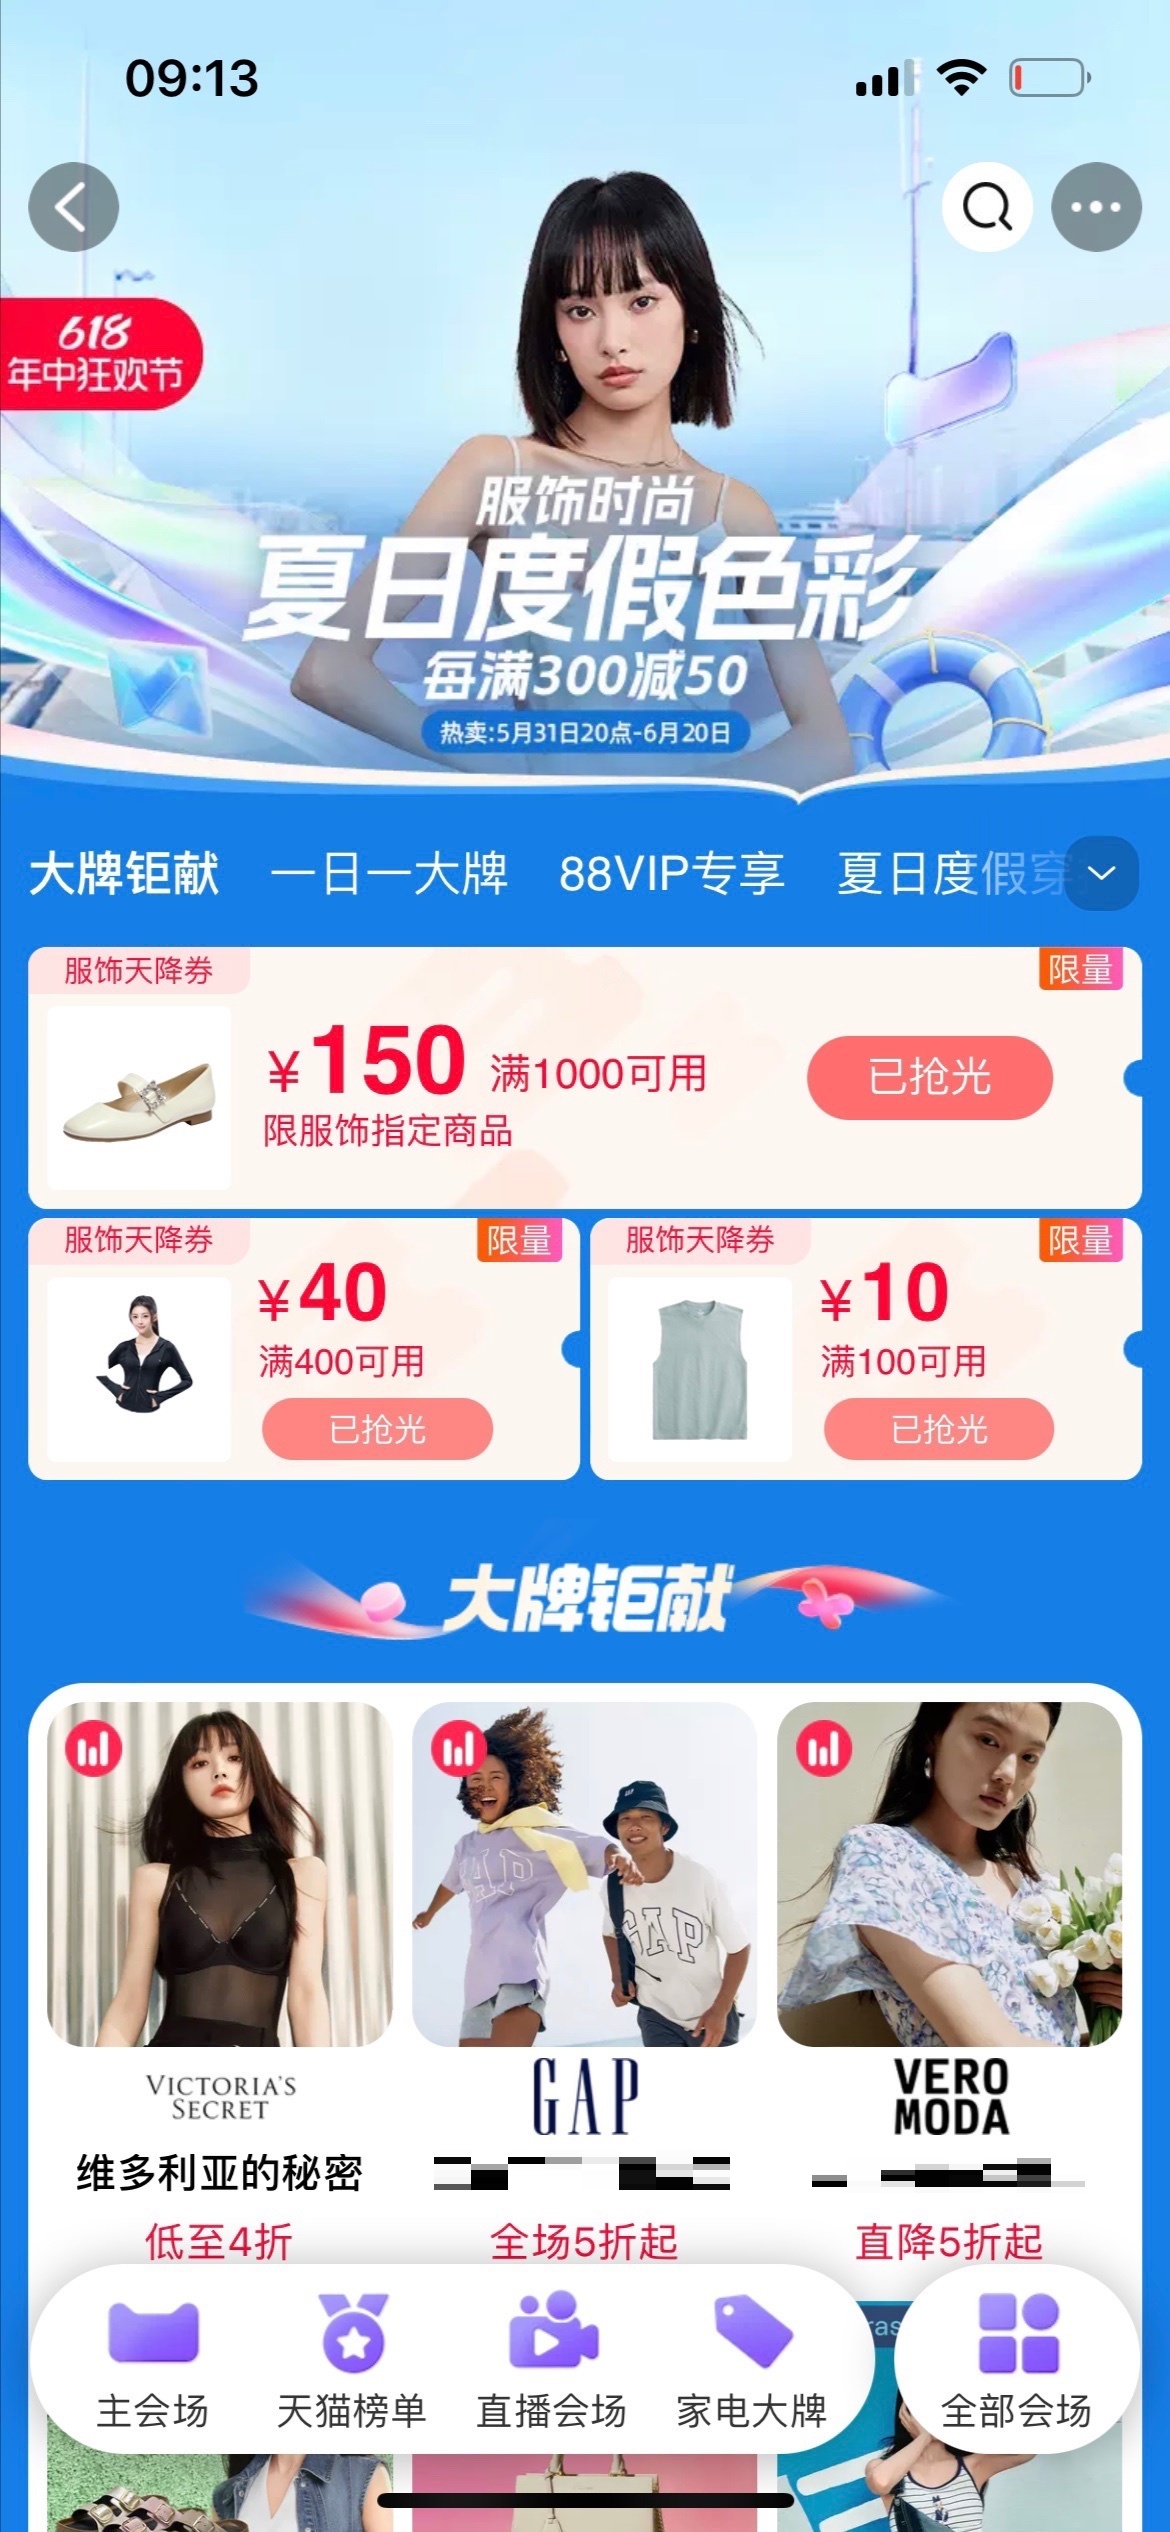 09:13
618
年中狂欢节
服饰时尚
夏日度假色彩
每满300减50
热卖:5月31日20点-6月20日
大牌钜献 一日一大牌 88VIP专享 夏日度假穿
服饰天降券 限量
¥150 满1000可用 已抢光
限服饰指定商品
服饰天降券 限量
¥40
满400可用
已抢光
服饰天降券 限量
¥10
满100可用
已抢光
大牌钜献
GAP
GAP
VICTORIA'S
SECRET
GAP
VERO
MODA
维多利亚的秘密
低至4折 全场5折起 直降5折起
主会场 天猫榜单 直播会场 家电大牌 全部会场